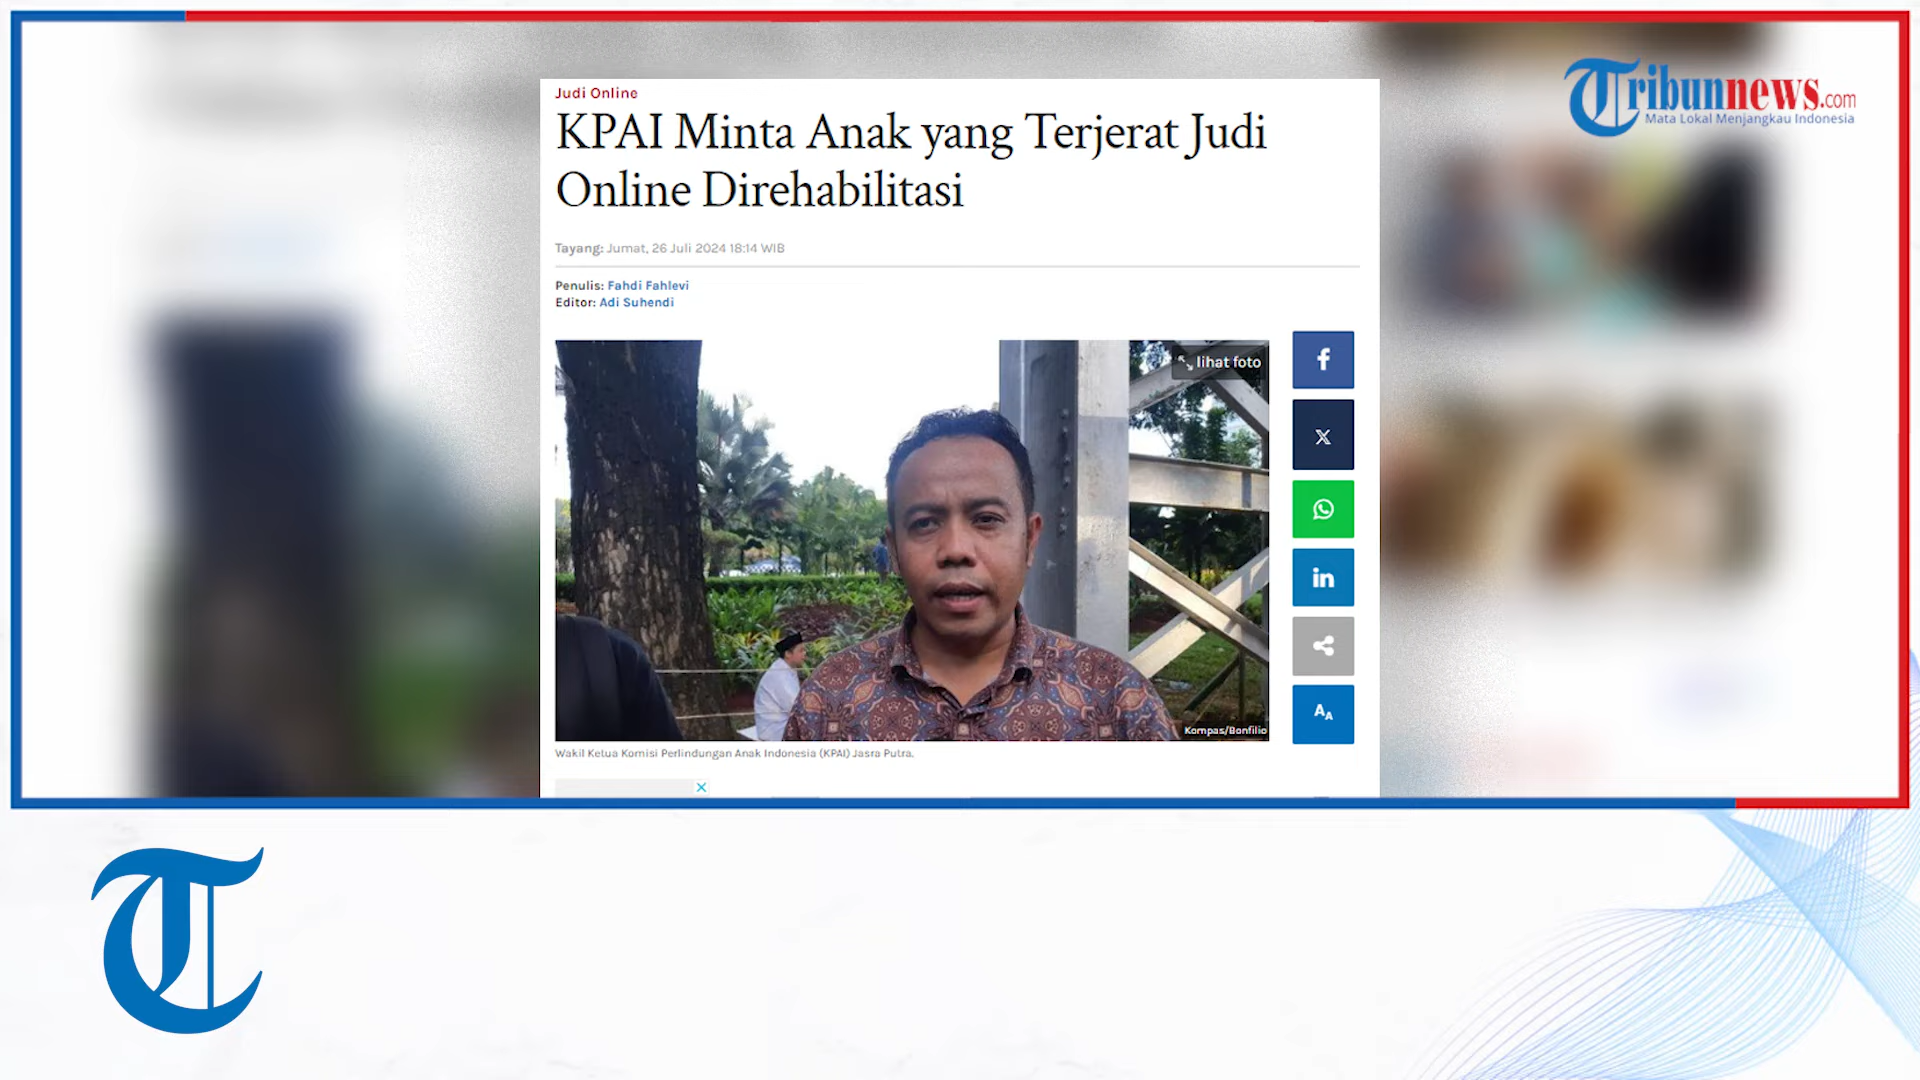 Tribunnews.com
Mata Lokal Menjangkau Indonesia
Judi Online
KPAI Minta Anak yang Terjerat Judi
Online Direhabilitasi
Tayang: Jumat, 26 Juli 2024 18:14 WIB
Penulis: Fahdi Fahlevi
Editor: Adi Suhendi
lihat foto
Kompas/Bonfilio
Wakil Ketua Komisi Perlindungan Anak Indonesia (KPAI) Jasra Putra.
f
X
in
AA
T